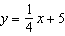 y = 1/4 x + 5